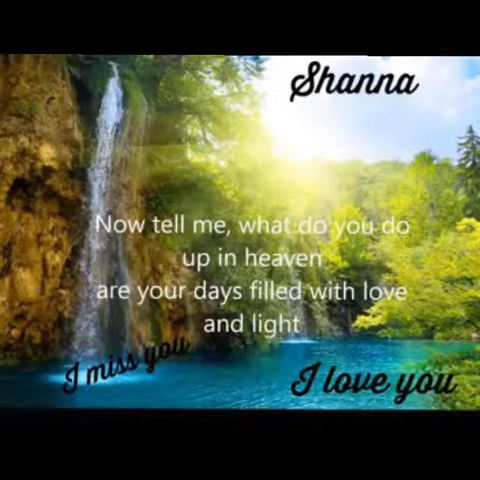 Shanna
Now tell me, what do you do
up in heaven
are your days filled with love
and light
I miss you
I love you